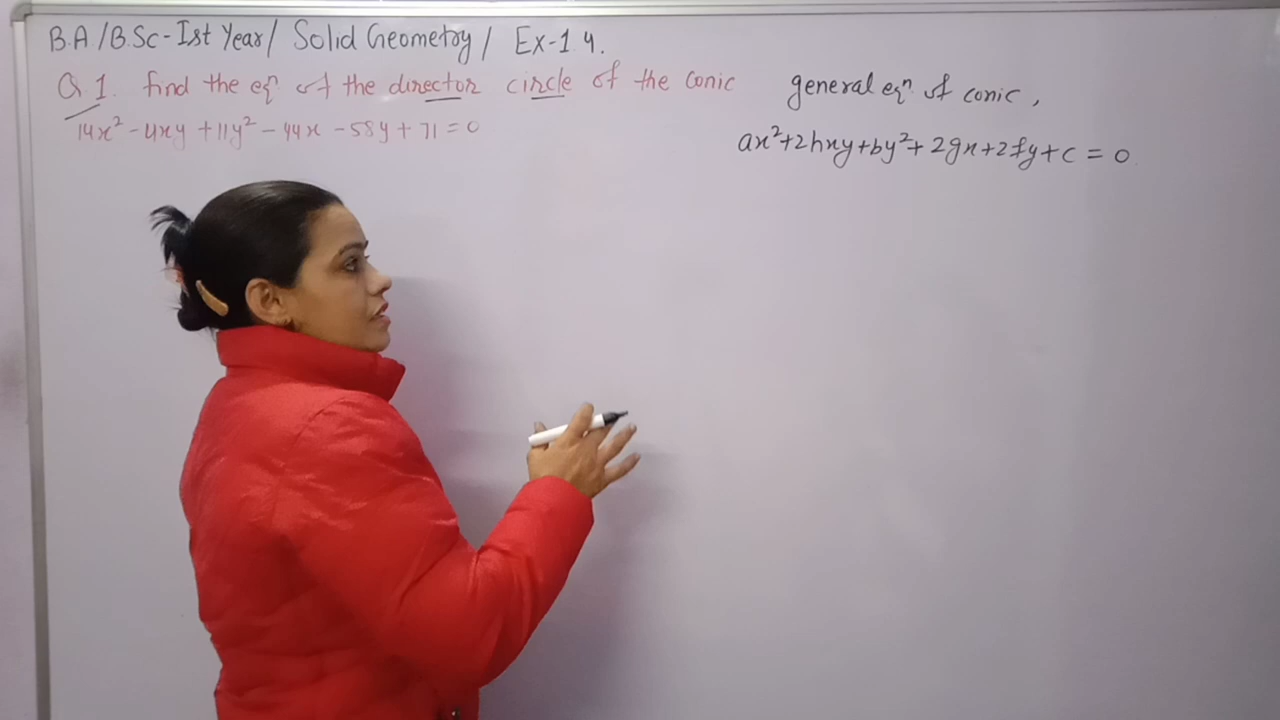 B.A./B.Sc-Ist Year/ Solid Geometry/ Ex-1.4.
Q.1. find the eqⁿ of the director circle of the conic
14x² - 4xy + 11y² - 44x - 58y + 71 = 0
general eqⁿ of conic,
ax²+2hxy+by²+2gx+2fy+c = 0